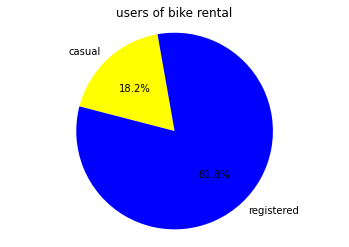 users of bike rental
casual
18.2%
81.8%
registered